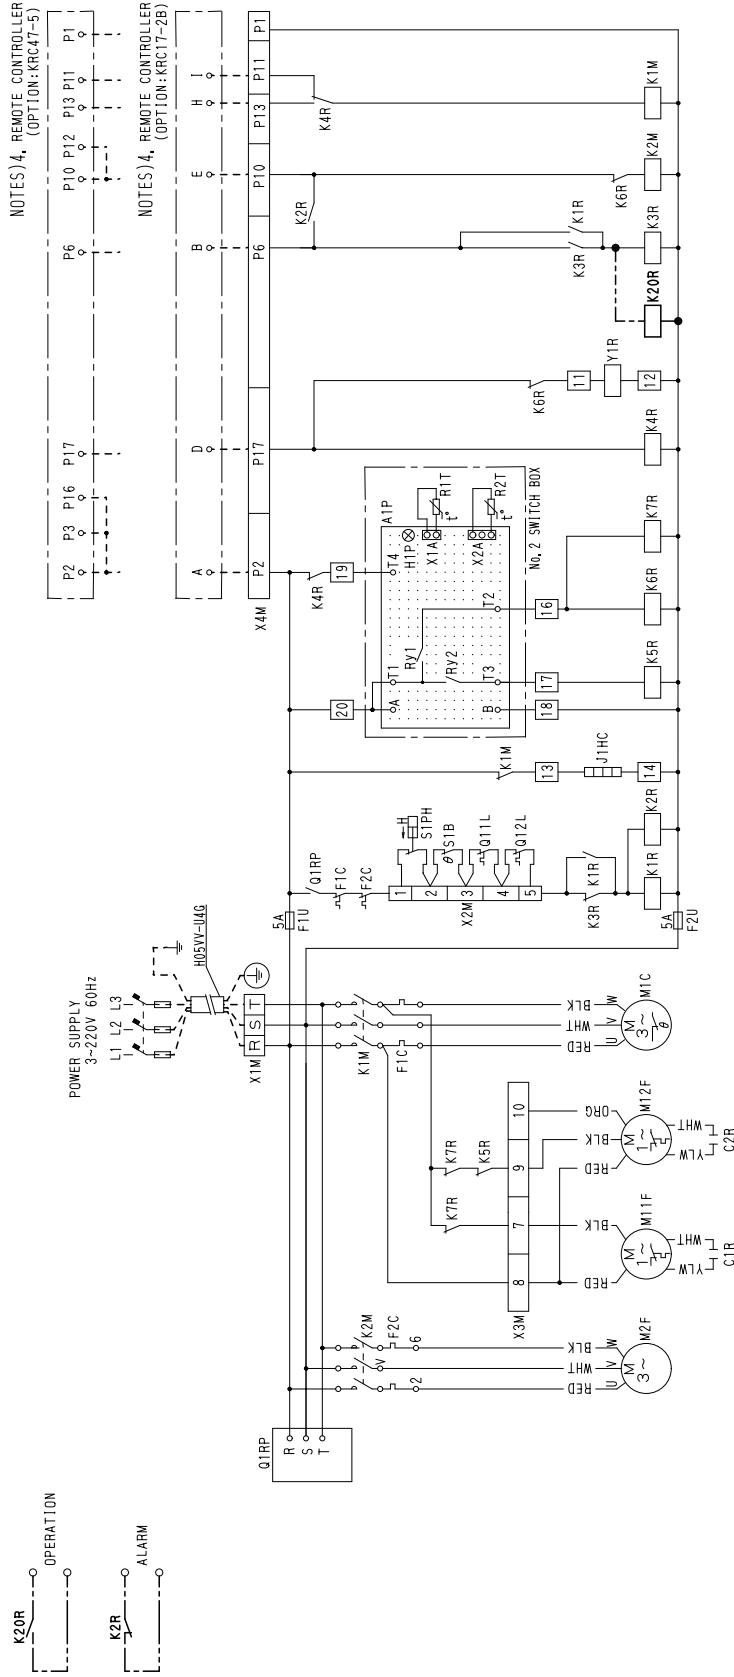 NOTES)4. REMOTE CONTROLLER
(OPTION:KRC47-5)
P2
P3
P16
P17
P6
P10
P12
P13
P11
P1
NOTES)4. REMOTE CONTROLLER
(OPTION:KRC17-2B)
A
D
B
E
H
I
X4M
P2
P17
P6
P10
P13
P11
P1
K4R
K2R
K4R
19
A1P
T4
H1P
X1A
R1T
t°
X2A
R2T
t°
No.2 SWITCH BOX
20
T1
A
Ry1
Ry2
T2
T3
B
16
17
18
K6R
11
Y1R
12
K1R
K3R
K6R
K1M
K2M
K3R
K20R
K4R
K7R
K6R
K5R
K1M
13
J1HC
14
Q1RP
F1C
F2C
H
S1PH
θ
S1B
Q11L
Q12L
1
2
3
4
5
X2M
K1R
K3R
K2R
K1R
5A
F1U
5A
F2U
POWER SUPPLY
3~220V 60Hz
L1
L2
L3
H05VV-U4G
X1M
R
S
T
K1M
F1C
RED
WHT
BLK
U
V
W
M
3~
θ
M1C
K7R
K5R
K7R
X3M
8
7
9
10
RED
BLK
ORG
M
1~
M12F
YLW
WHT
C2R
RED
BLK
M
1~
M11F
YLW
WHT
C1R
K2M
F2C
2
V
6
RED
WHT
BLK
U
V
W
M
3~
M2F
Q1RP
R
S
T
K20R
OPERATION
K2R
ALARM